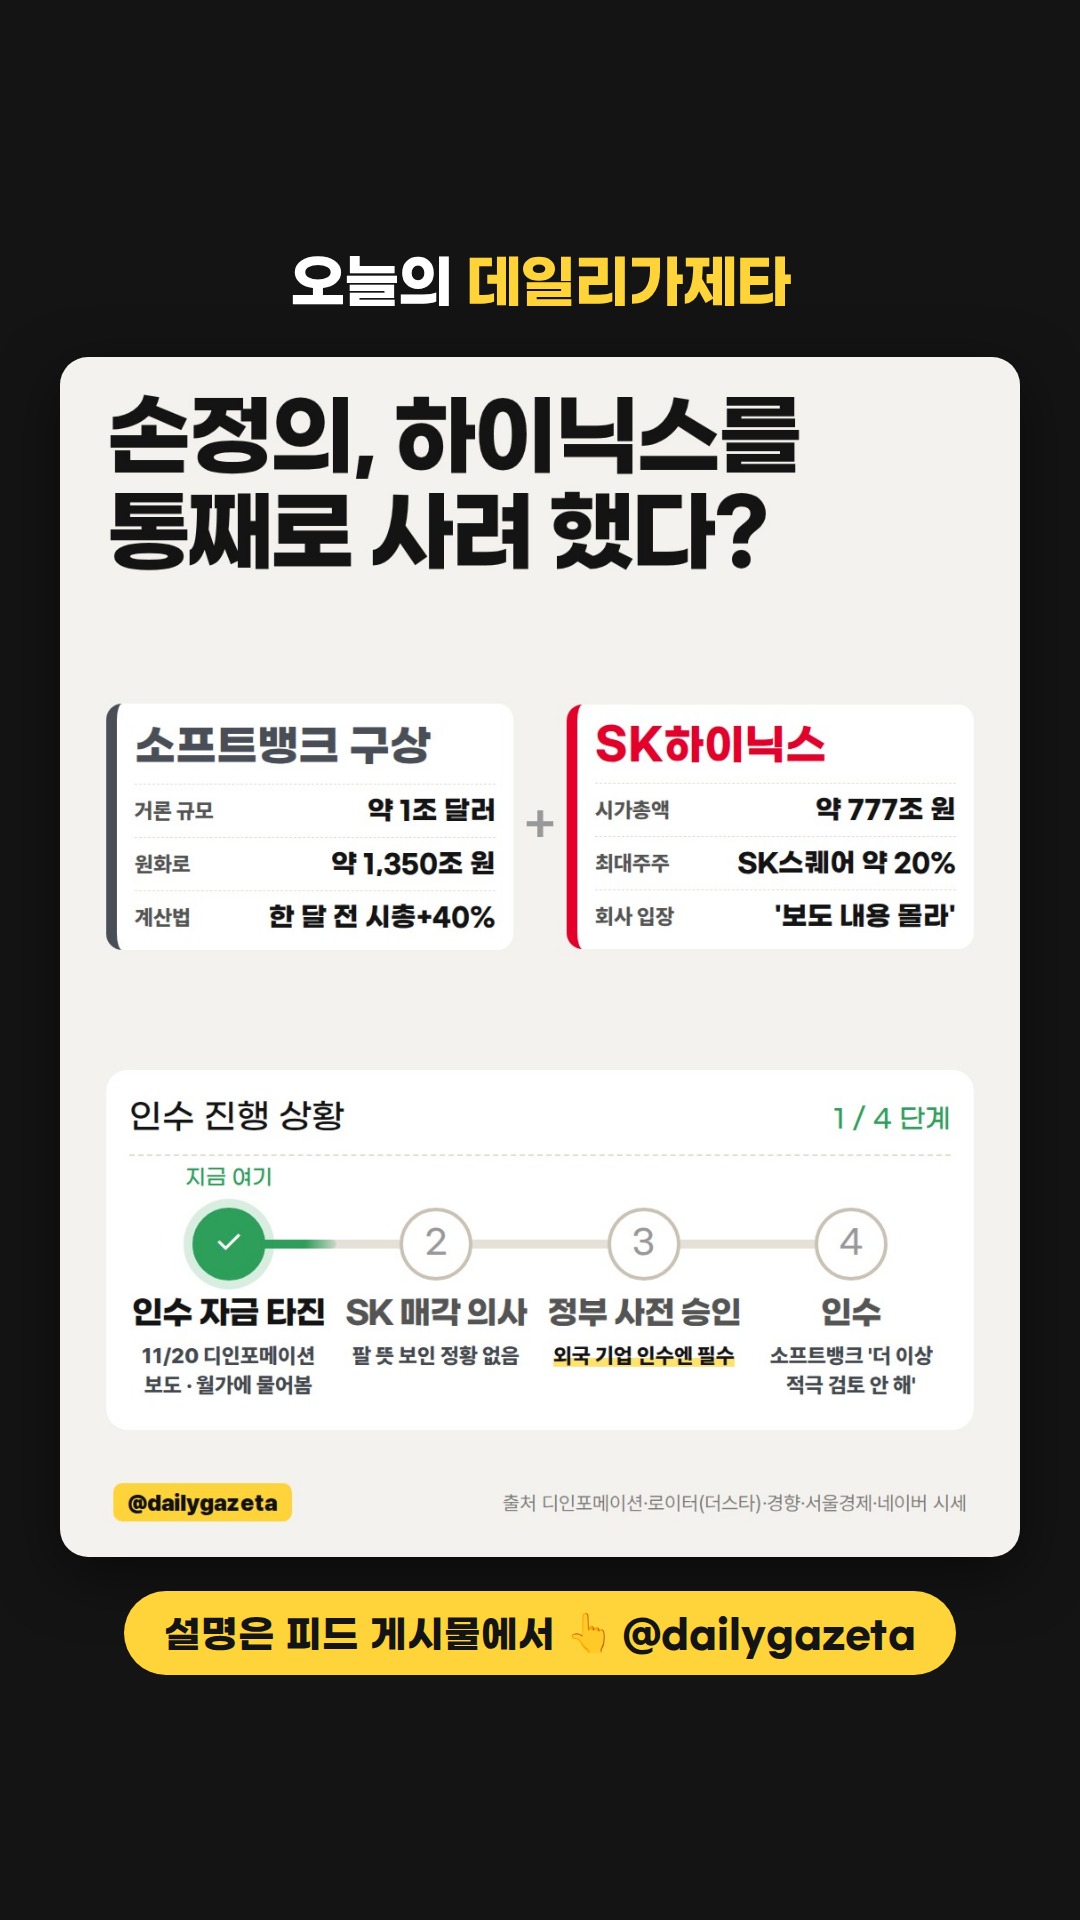 오늘의 데일리가제타
손정의, 하이닉스를
통째로 사려 했다?
소프트뱅크 구상
거론 규모 약 1조 달러
원화로 약 1,350조 원
계산법 한 달 전 시총+40%
+
SK하이닉스
시가총액 약 777조 원
최대주주 SK스퀘어 약 20%
회사 입장 '보도 내용 몰라'
인수 진행 상황 1 / 4 단계
지금 여기
2 3 4
인수 자금 타진 SK 매각 의사 정부 사전 승인 인수
11/20 디인포메이션 팔 뜻 보인 정황 없음 외국 기업 인수엔 필수 소프트뱅크 '더 이상
보도 · 월가에 물어봄 적극 검토 안 해'
@dailygazeta 출처 디인포메이션·로이터(더스타)·경향·서울경제·네이버 시세
설명은 피드 게시물에서 👆 @dailygazeta